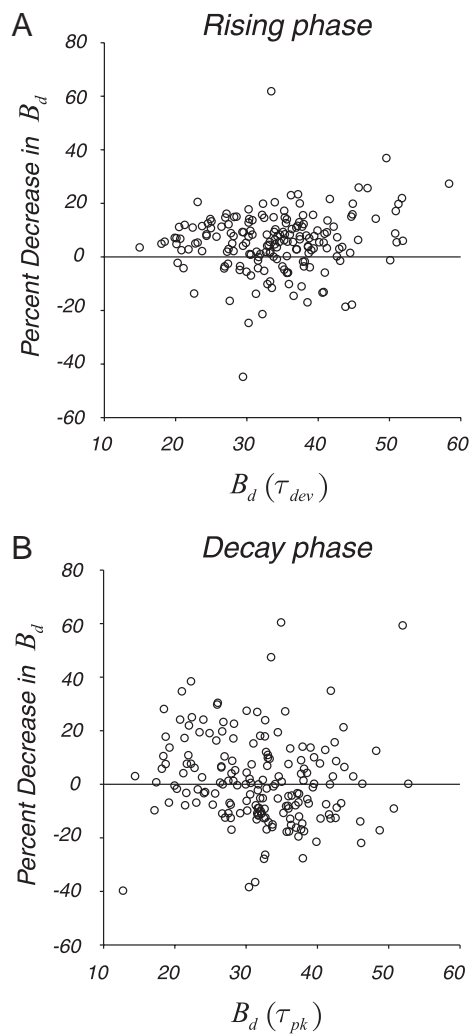 A
Rising phase
Percent Decrease in B_d
80
60
40
20
0
-20
-40
-60
10 20 30 40 50 60
B_d (τ_dev)
B
Decay phase
Percent Decrease in B_d
80
60
40
20
0
-20
-40
-60
10 20 30 40 50 60
B_d (τ_pk)